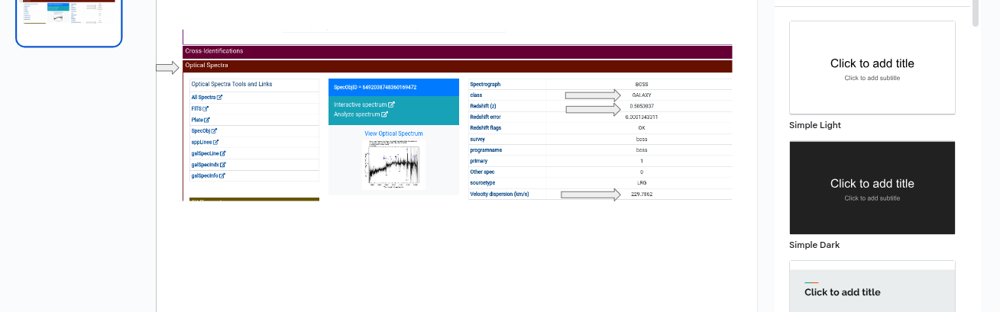 Cross-Identifications
Optical Spectra
Optical Spectra Tools and Links
All Spectra
FITS
Plate
SpecObj
sppLines
galSpecLine
galSpecIndx
galSpecInfo
SpecObjID = 6492038748360169472
Interactive spectrum
Analyze spectrum
View Optical Spectrum
Spectrograph BOSS
class GALAXY
Redshift (z) 0.5053037
Redshift error 0.0001343311
Redshift flags OK
survey boss
programname boss
primary 1
Other spec 0
sourcetype LRG
Velocity dispersion (km/s) 229.7862
Click to add title
Click to add subtitle
Simple Light
Click to add title
Click to add subtitle
Simple Dark
Click to add title